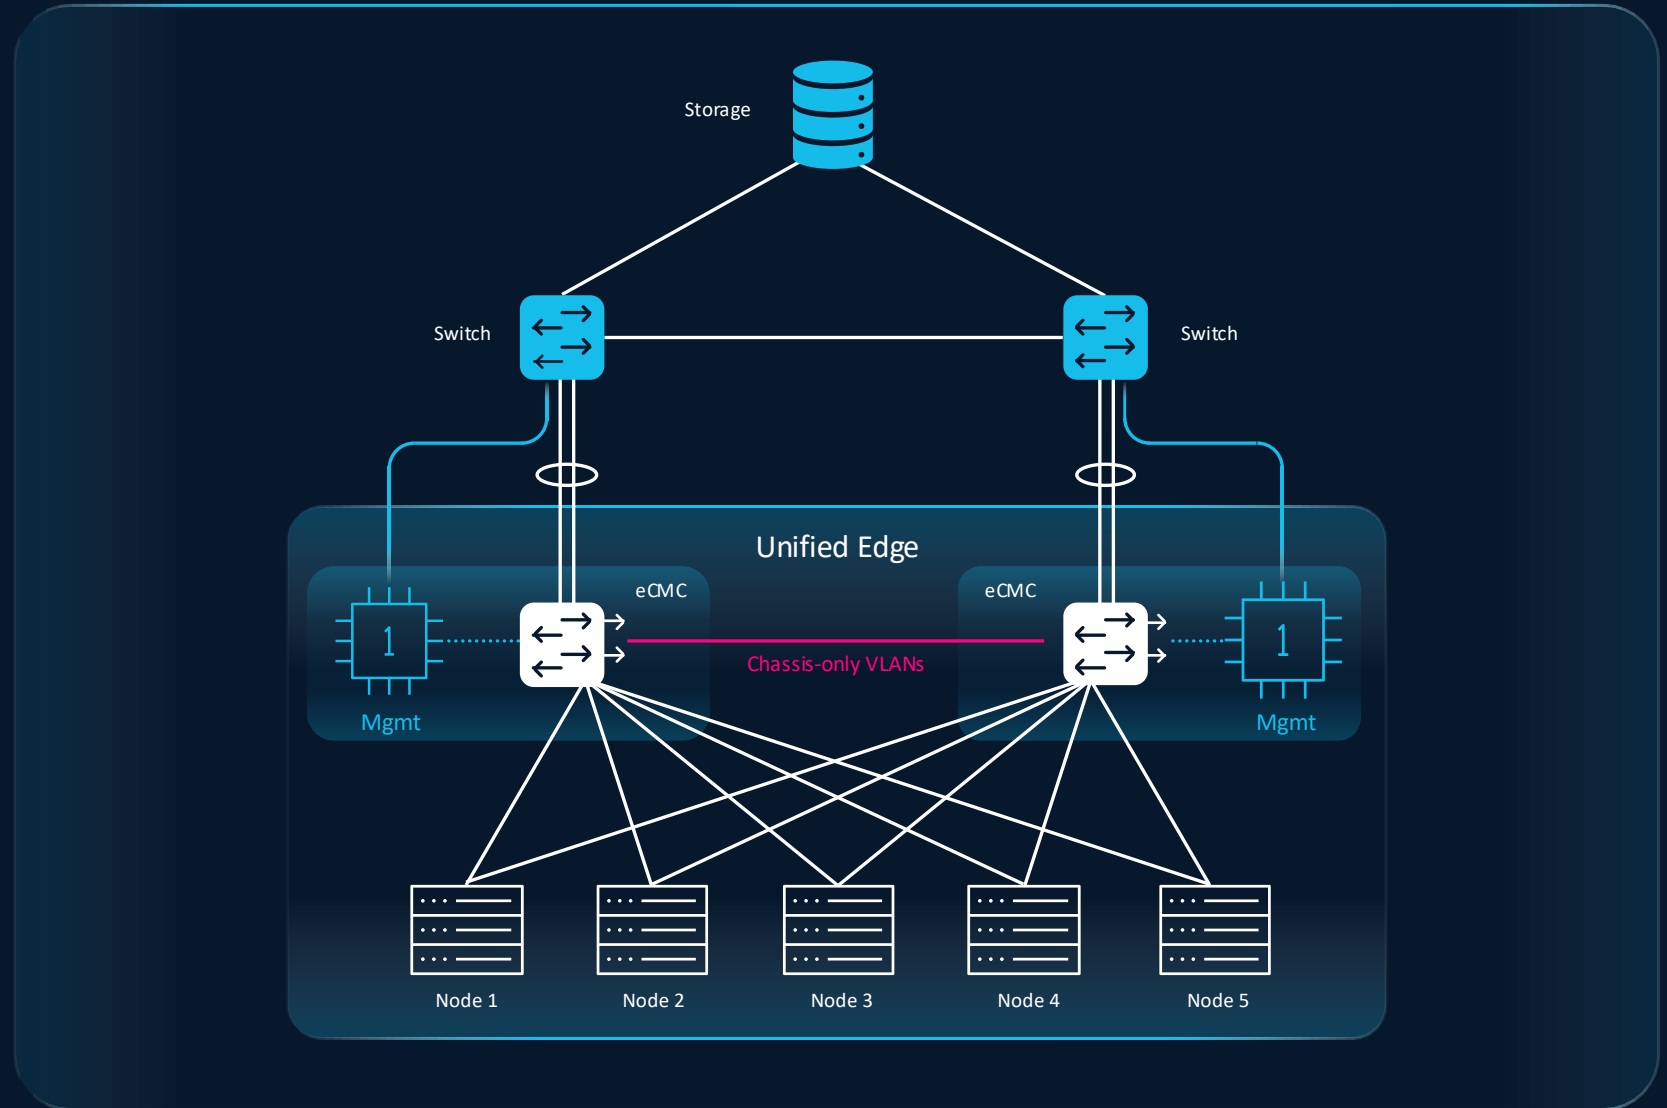 Storage
Switch
Switch
Unified Edge
eCMC
eCMC
1
1
Chassis-only VLANs
Mgmt
Mgmt
Node 1
Node 2
Node 3
Node 4
Node 5